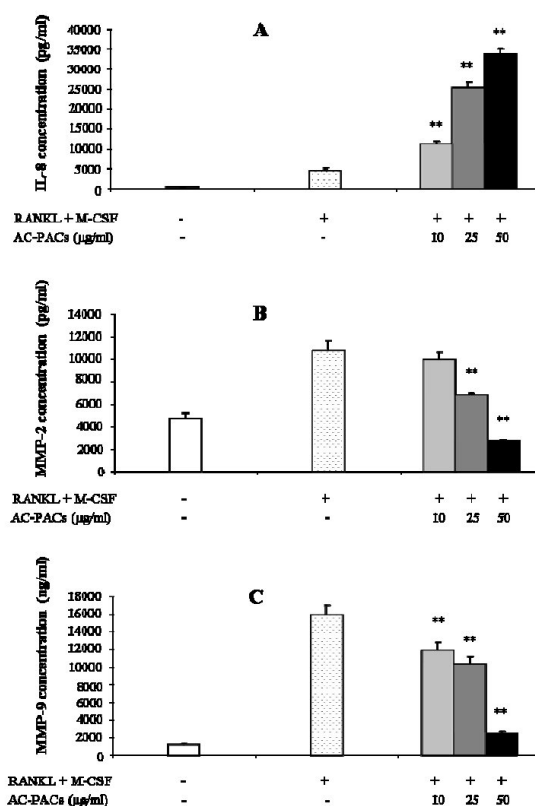 A
IL-8 concentration (pg/ml)
40000
35000
30000
25000
20000
15000
10000
5000
0
**
**
**
RANKL + M-CSF - + + + +
AC-PACs (µg/ml) - - 10 25 50
B
MMP-2 concentration (pg/ml)
14000
12000
10000
8000
6000
4000
2000
0
**
**
RANKL + M-CSF - + + + +
AC-PACs (µg/ml) - - 10 25 50
C
MMP-9 concentration (ng/ml)
18000
16000
14000
12000
10000
8000
6000
4000
2000
0
**
**
**
RANKL + M-CSF - + + + +
AC-PACs (µg/ml) - - 10 25 50